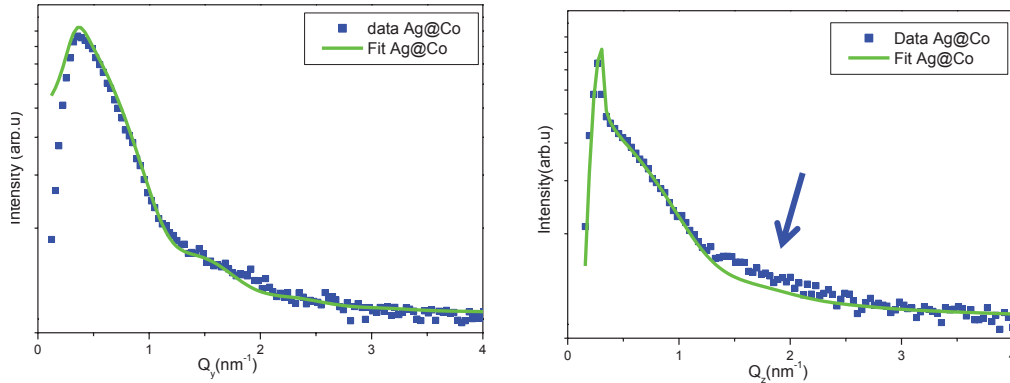 data Ag@Co
Fit Ag@Co
Intensity (arb.u)
0 1 2 3 4
Q_y(nm⁻¹)
Data Ag@Co
Fit Ag@Co
Intensity(arb.u)
0 1 2 3 4
Q_z(nm⁻¹)